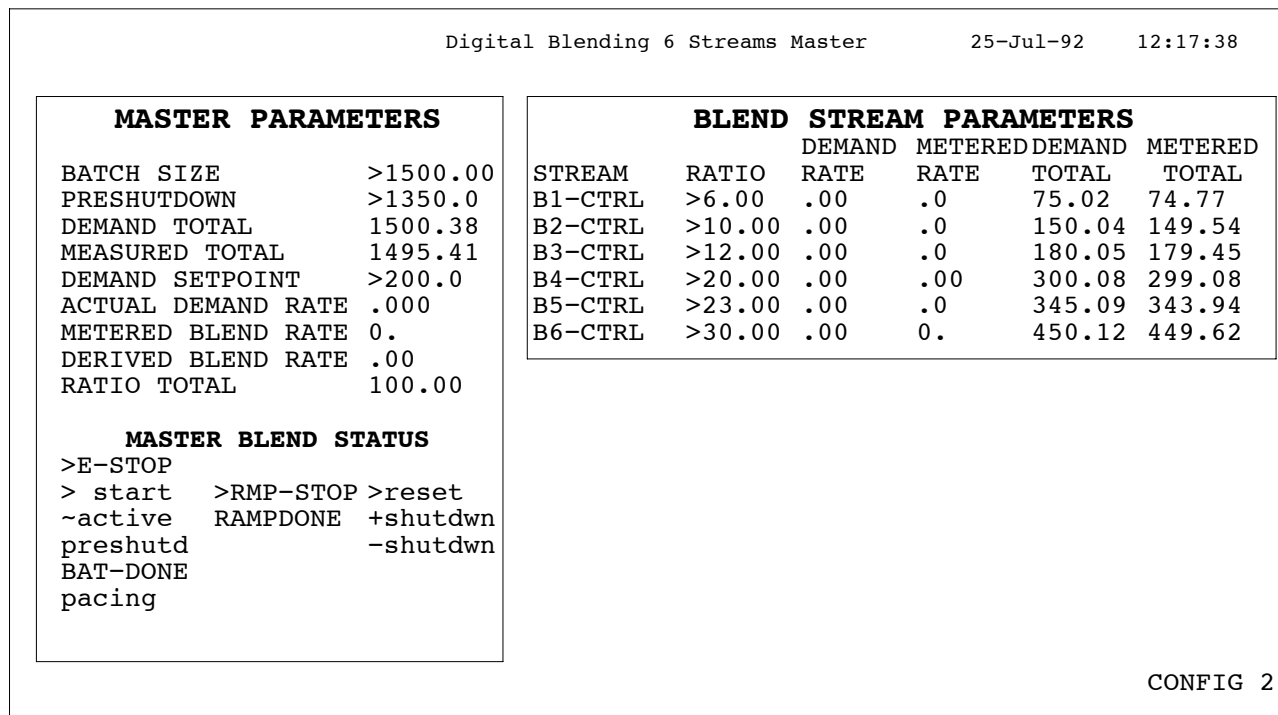 Digital Blending 6 Streams Master 25-Jul-92 12:17:38
MASTER PARAMETERS
BATCH SIZE >1500.00
PRESHUTDOWN >1350.0
DEMAND TOTAL 1500.38
MEASURED TOTAL 1495.41
DEMAND SETPOINT >200.0
ACTUAL DEMAND RATE .000
METERED BLEND RATE 0.
DERIVED BLEND RATE .00
RATIO TOTAL 100.00
MASTER BLEND STATUS
>E-STOP
> start >RMP-STOP >reset
~active RAMPDONE +shutdwn
preshutd -shutdwn
BAT-DONE
pacing
BLEND STREAM PARAMETERS
DEMAND METERED DEMAND METERED
STREAM RATIO RATE RATE TOTAL TOTAL
B1-CTRL >6.00 .00 .0 75.02 74.77
B2-CTRL >10.00 .00 .0 150.04 149.54
B3-CTRL >12.00 .00 .0 180.05 179.45
B4-CTRL >20.00 .00 .00 300.08 299.08
B5-CTRL >23.00 .00 .0 345.09 343.94
B6-CTRL >30.00 .00 0. 450.12 449.62
CONFIG 2